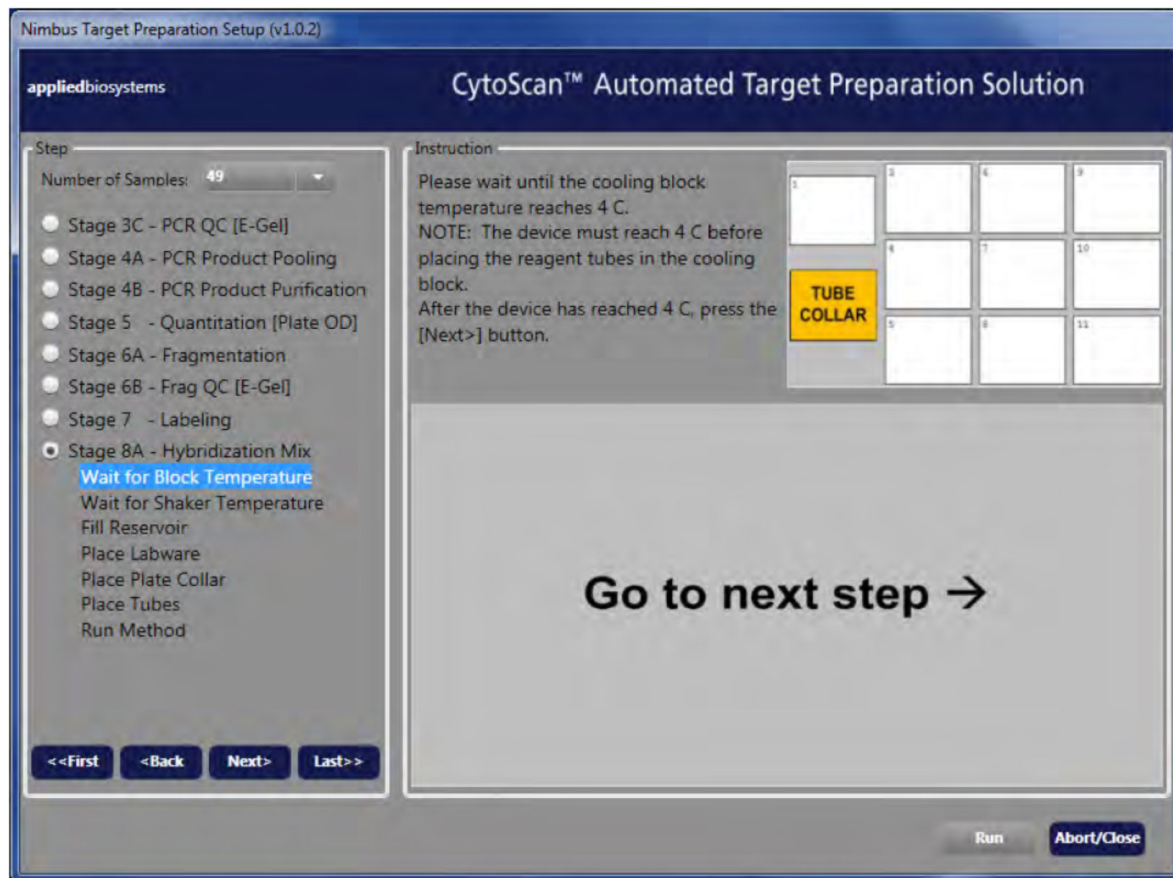 Nimbus Target Preparation Setup (v1.0.2)
appliedbiosystems
CytoScan™ Automated Target Preparation Solution
Step
Number of Samples: 49
Stage 3C - PCR QC [E-Gel]
Stage 4A - PCR Product Pooling
Stage 4B - PCR Product Purification
Stage 5 - Quantitation [Plate OD]
Stage 6A - Fragmentation
Stage 6B - Frag QC [E-Gel]
Stage 7 - Labeling
Stage 8A - Hybridization Mix
Wait for Block Temperature
Wait for Shaker Temperature
Fill Reservoir
Place Labware
Place Plate Collar
Place Tubes
Run Method
<<First <Back Next> Last>>
Instruction
Please wait until the cooling block
temperature reaches 4 C.
NOTE: The device must reach 4 C before
placing the reagent tubes in the cooling
block.
After the device has reached 4 C, press the
[Next>] button.
1 3 6 9
TUBE
COLLAR
4 7 10
5 8 11
Go to next step →
Run Abort/Close